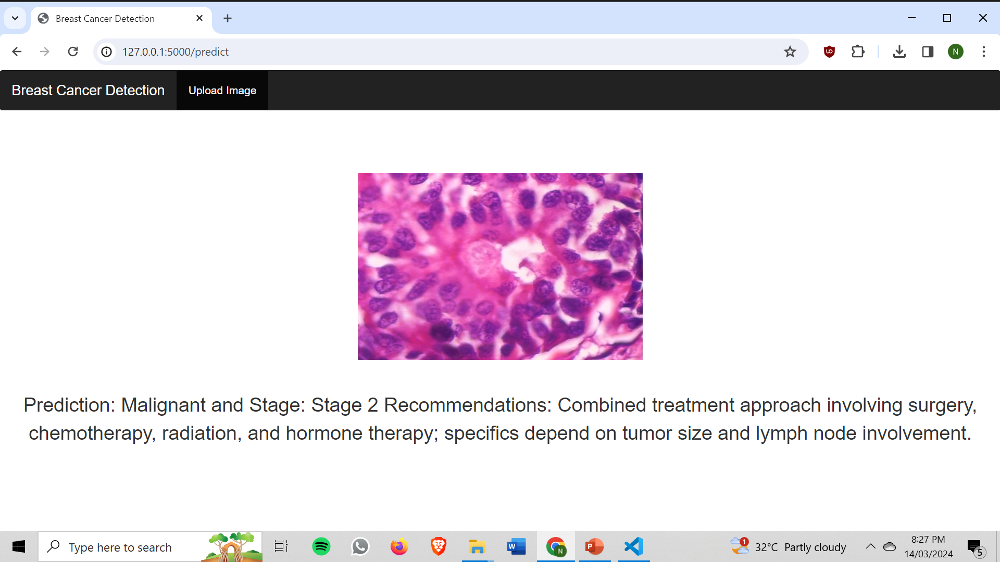 Breast Cancer Detection
127.0.0.1:5000/predict
N
Breast Cancer Detection
Upload Image
Prediction: Malignant and Stage: Stage 2 Recommendations: Combined treatment approach involving surgery,
chemotherapy, radiation, and hormone therapy; specifics depend on tumor size and lymph node involvement.
Type here to search
W
N
P
1
32°C Partly cloudy
8:27 PM
14/03/2024
5